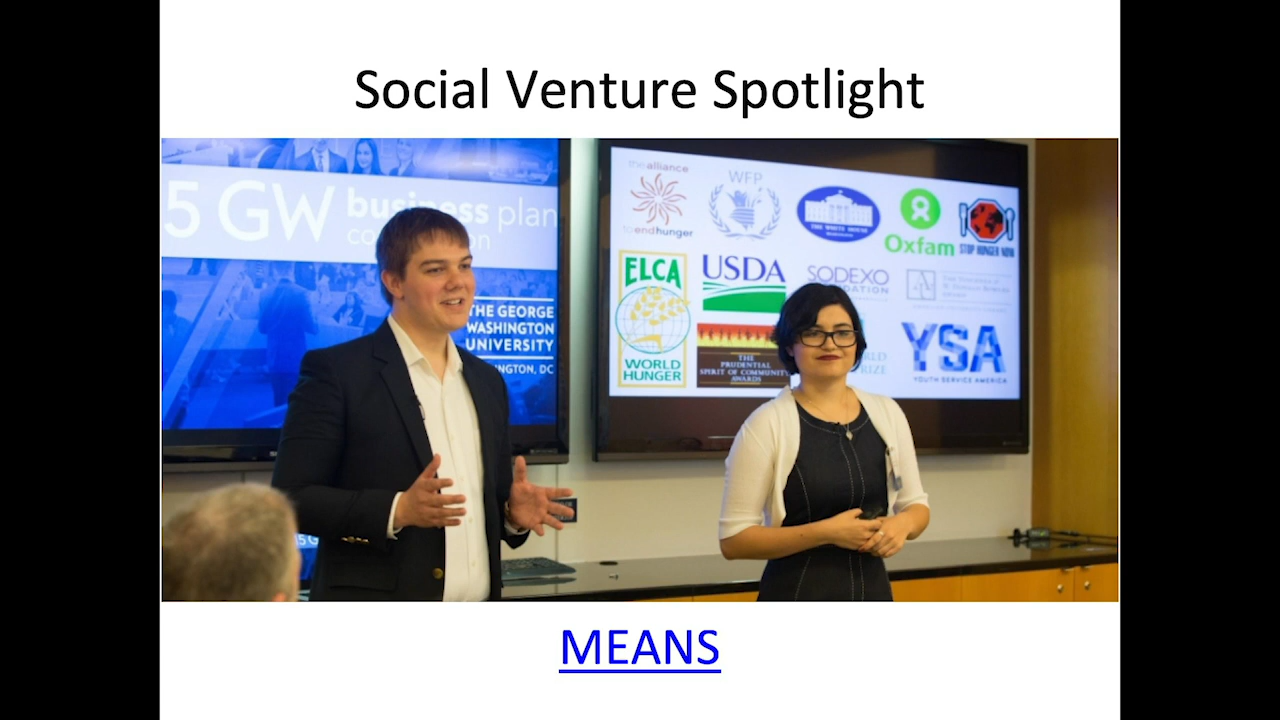 Social Venture Spotlight
5 GW business plan
THE GEORGE
WASHINGTON
UNIVERSITY
DC
the alliance
to end hunger
WFP
THE WHITE HOUSE
Oxfam
STOP HUNGER NOW
ELCA
WORLD
HUNGER
USDA
SODEXO
THE
PRUDENTIAL
SPIRIT OF COMMUNITY
AWARDS
YSA
YOUTH SERVICE AMERICA
MEANS